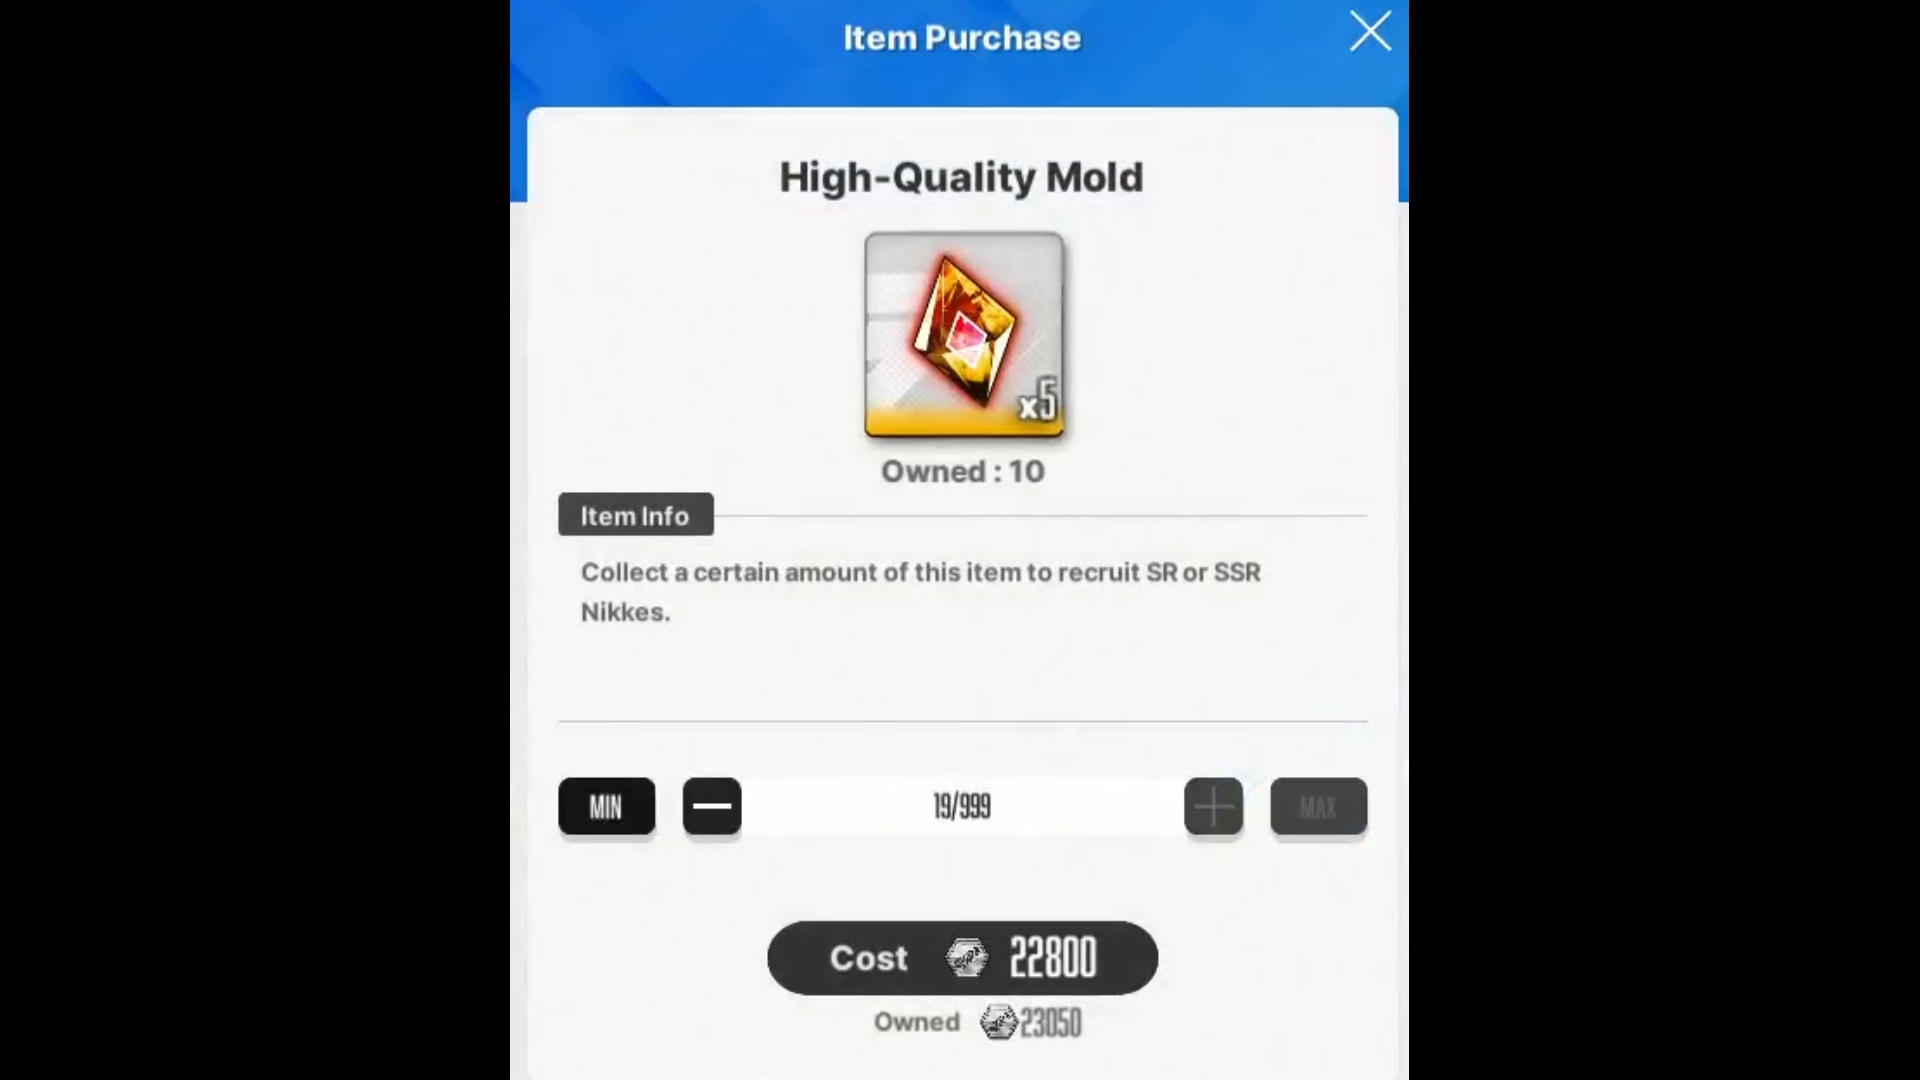 Item Purchase
High-Quality Mold
x5
Owned : 10
Item Info
Collect a certain amount of this item to recruit SR or SSR
Nikkes.
MIN
19/999
MAX
Cost 22800
Owned 23050